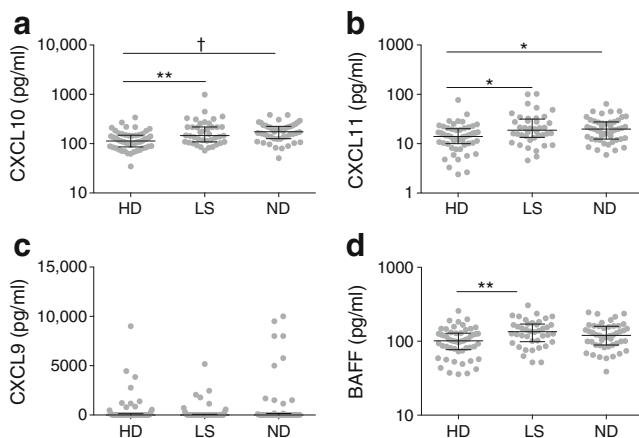 a
CXCL10 (pg/ml)
10,000
1000
100
10
†
**
HD LS ND
b
CXCL11 (pg/ml)
1000
100
10
1
*
*
HD LS ND
c
CXCL9 (pg/ml)
15,000
10,000
5000
0
HD LS ND
d
BAFF (pg/ml)
1000
100
10
**
HD LS ND